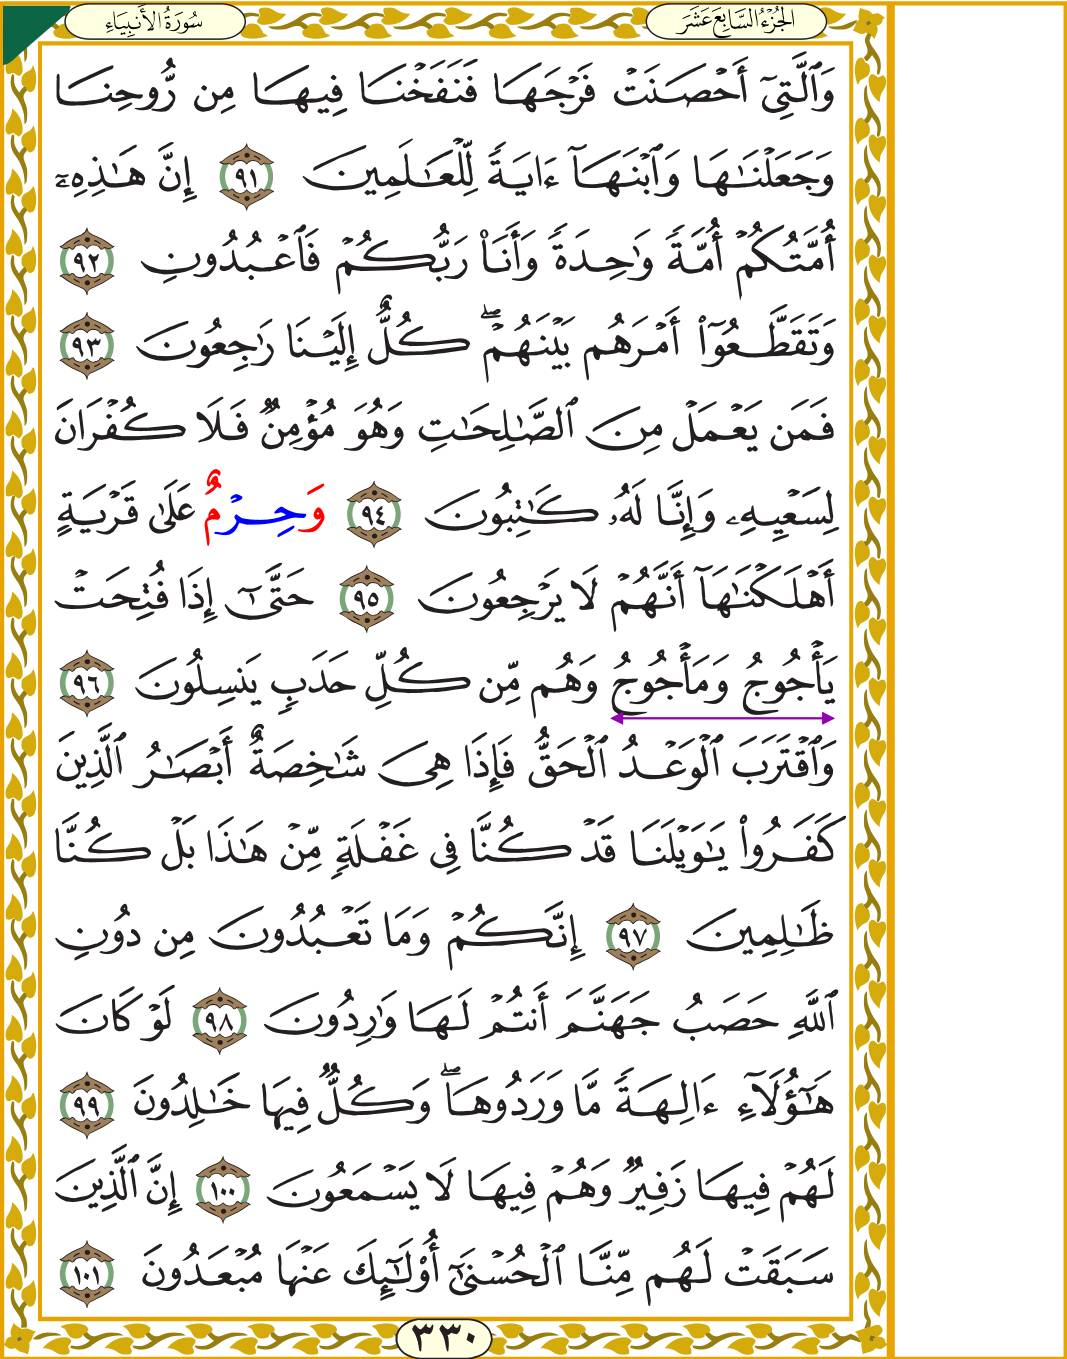 الجُزْءُ السَّابِعَ عَشَرَ
سُورَةُ الأَنبِيَاءِ
وَٱلَّتِيٓ أَحۡصَنَتۡ فَرۡجَهَا فَنَفَخۡنَا فِيهَا مِن رُّوحِنَا
وَجَعَلۡنَٰهَا وَٱبۡنَهَآ ءَايَةٗ لِّلۡعَٰلَمِينَ ٩١ إِنَّ هَٰذِهِۦٓ
أُمَّتُكُمۡ أُمَّةٗ وَٰحِدَةٗ وَأَنَا۠ رَبُّكُمۡ فَٱعۡبُدُونِ ٩٢
وَتَقَطَّعُوٓاْ أَمۡرَهُم بَيۡنَهُمۡۖ كُلٌّ إِلَيۡنَا رَٰجِعُونَ ٩٣
فَمَن يَعۡمَلۡ مِنَ ٱلصَّٰلِحَٰتِ وَهُوَ مُؤۡمِنٞ فَلَا كُفۡرَانَ
لِسَعۡيِهِۦ وَإِنَّا لَهُۥ كَٰتِبُونَ ٩٤ وَحِرۡمٌ عَلَىٰ قَرۡيَةٍ
أَهۡلَكۡنَٰهَآ أَنَّهُمۡ لَا يَرۡجِعُونَ ٩٥ حَتَّىٰٓ إِذَا فُتِحَتۡ
يَأۡجُوجُ وَمَأۡجُوجُ وَهُم مِّن كُلِّ حَدَبٖ يَنسِلُونَ ٩٦
وَٱقۡتَرَبَ ٱلۡوَعۡدُ ٱلۡحَقُّ فَإِذَا هِيَ شَٰخِصَةٌ أَبۡصَٰرُ ٱلَّذِينَ
كَفَرُواْ يَٰوَيۡلَنَا قَدۡ كُنَّا فِي غَفۡلَةٖ مِّنۡ هَٰذَا بَلۡ كُنَّا
ظَٰلِمِينَ ٩٧ إِنَّكُمۡ وَمَا تَعۡبُدُونَ مِن دُونِ
ٱللَّهِ حَصَبُ جَهَنَّمَ أَنتُمۡ لَهَا وَٰرِدُونَ ٩٨ لَوۡ كَانَ
هَٰٓؤُلَآءِ ءَالِهَةٗ مَّا وَرَدُوهَاۖ وَكُلّٞ فِيهَا خَٰلِدُونَ ٩٩
لَهُمۡ فِيهَا زَفِيرٞ وَهُمۡ فِيهَا لَا يَسۡمَعُونَ ١٠٠ إِنَّ ٱلَّذِينَ
سَبَقَتۡ لَهُم مِّنَّا ٱلۡحُسۡنَىٰٓ أُوْلَٰٓئِكَ عَنۡهَا مُبۡعَدُونَ ١٠١
٣٣٠